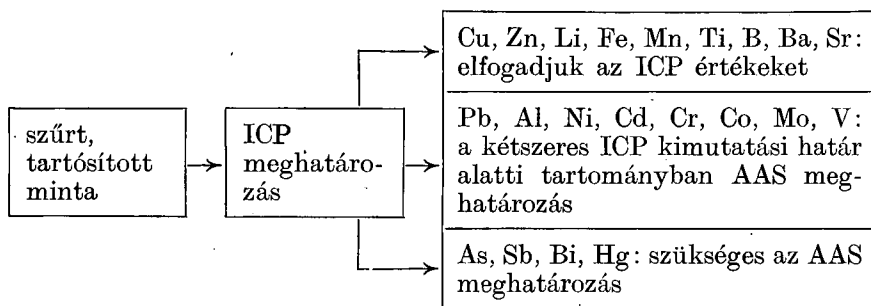 szűrt,
tartósított
minta
ICP
meghatáro-
zás
Cu, Zn, Li, Fe, Mn, Ti, B, Ba, Sr:
elfogadjuk az ICP értékeket
Pb, Al, Ni, Cd, Cr, Co, Mo, V:
a kétszeres ICP kimutatási határ
alatti tartományban AAS meg-
határozás
As, Sb, Bi, Hg: szükséges az AAS
meghatározás